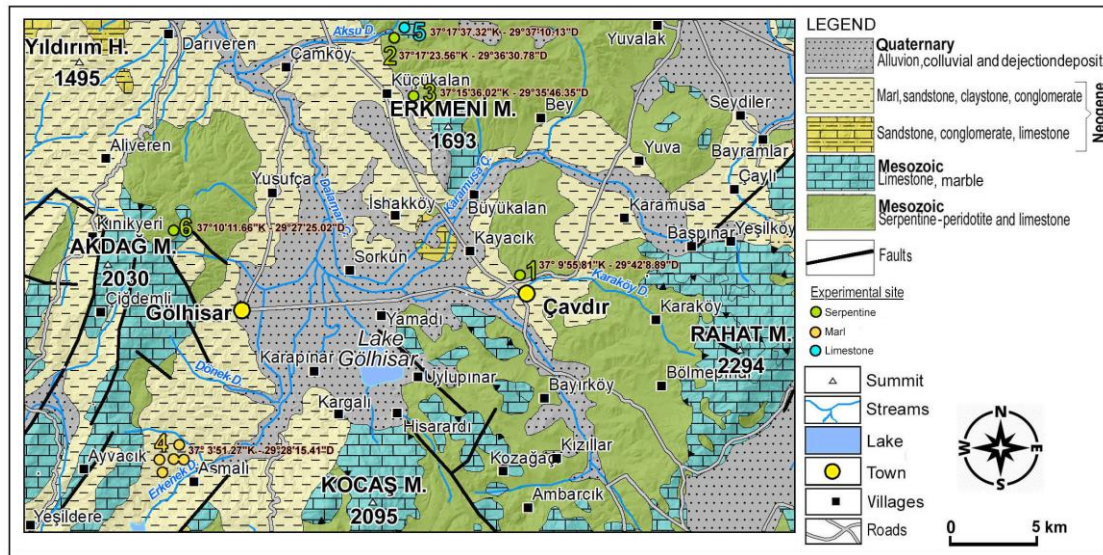 Yıldırım H.
1495
Darıveren
Çamköy
Aksu D.
5
37°17'37.32"K - 29°37'10.13"D
2
37°17'23.56"K - 29°36'30.78"D
Yuvalak
Küçükalan
3
37°15'36.02"K - 29°35'46.35"D
ERKMENİ M.
1693
Bey
Seydiler
Bayramlar
Aliveren
Yusufça
Dalaman Ç.
Karamusa Ç.
Yuva
Çaylı
İshakköy
Büyükalan
Karamusa
Kınıkyeri
6
37°10'11.66"K - 29°27'25.02"D
AKDAĞ M.
2030
Sorkun
Kayacık
Başpınar
Yeşilköy
1
37° 9'55.81"K - 29°42'8.89"D
Karaköy D.
Çiğdemli
Gölhisar
Çavdır
Yamadı
Karaköy
RAHAT M.
2294
Lake
Gölhisar
Karapınar
Dönek D.
Uylupınar
Bölmepınar
Bayırköy
Kargalı
Hisarardı
4
37° 3'51.27"K - 29°28'15.41"D
Ayvacık
Asmalı
Erkenek D.
Kızıllar
Kozağaç
KOCAŞ M.
2095
Ambarcık
Yeşildere
LEGEND
Quaternary
Alluvion,colluvial and dejectiondeposit
Marl, sandstone, claystone, conglomerate
Sandstone, conglomerate, limestone
Neogene
Mesozoic
Limestone, marble
Mesozoic
Serpentine-peridotite and limestone
Faults
Experimental site
Serpentine
Marl
Limestone
Summit
Streams
Lake
Town
Villages
Roads
N
W
E
S
0
5 km